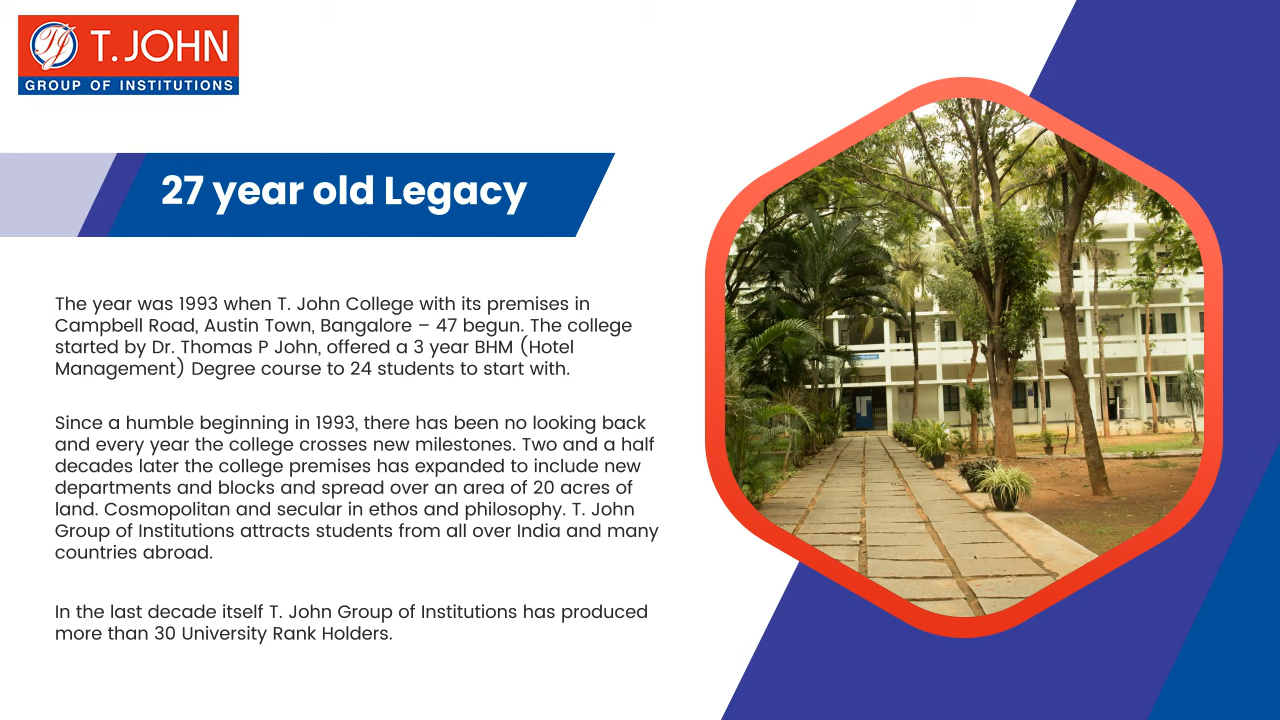 T. JOHN
GROUP OF INSTITUTIONS
27 year old Legacy
The year was 1993 when T. John College with its premises in
Campbell Road, Austin Town, Bangalore – 47 begun. The college
started by Dr. Thomas P John, offered a 3 year BHM (Hotel
Management) Degree course to 24 students to start with.
Since a humble beginning in 1993, there has been no looking back
and every year the college crosses new milestones. Two and a half
decades later the college premises has expanded to include new
departments and blocks and spread over an area of 20 acres of
land. Cosmopolitan and secular in ethos and philosophy. T. John
Group of Institutions attracts students from all over India and many
countries abroad.
In the last decade itself T. John Group of Institutions has produced
more than 30 University Rank Holders.